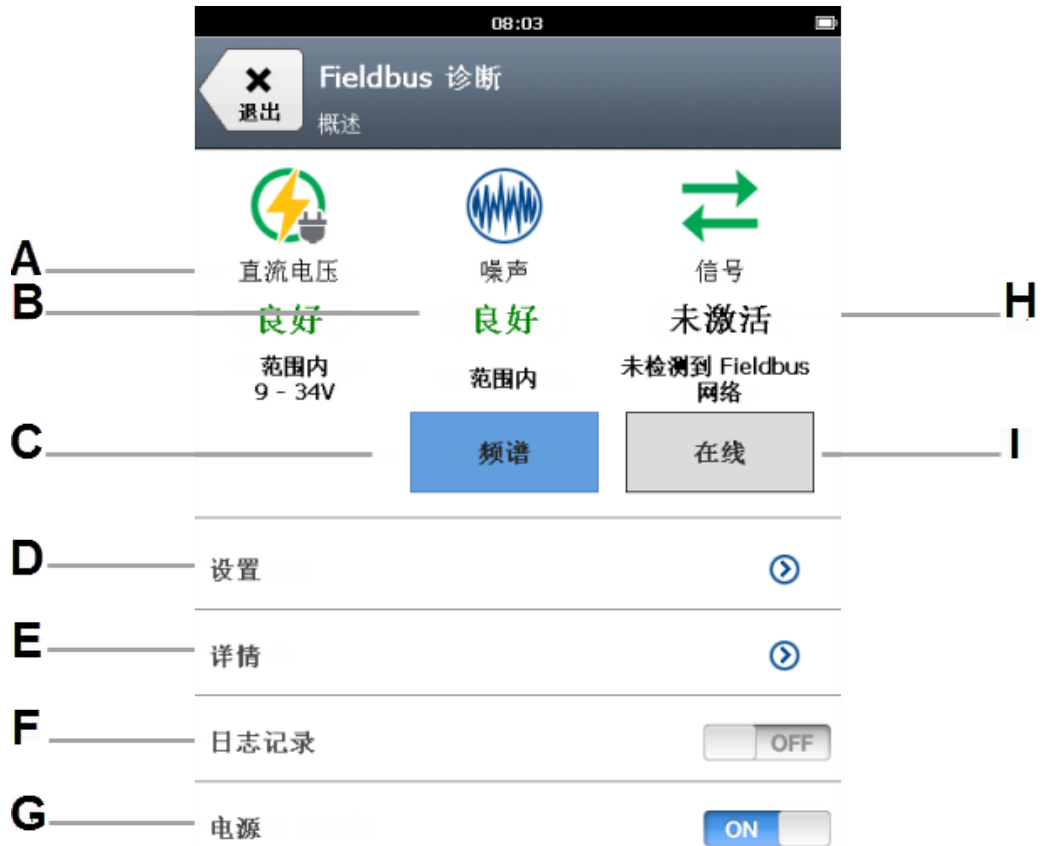 08:03
退出
Fieldbus 诊断
概述
A
直流电压
噪声
信号
B
良好
良好
未激活
H
范围内
9 - 34V
范围内
未检测到 Fieldbus
网络
C
频谱
在线
I
D
设置
E
详情
F
日志记录
OFF
G
电源
ON